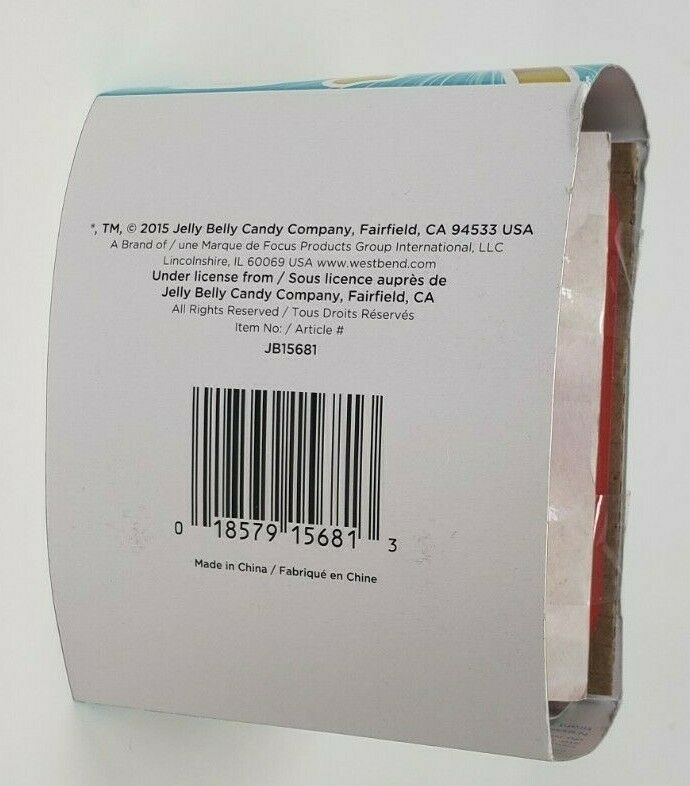 *, TM, © 2015 Jelly Belly Candy Company, Fairfield, CA 94533 USA
A Brand of / une Marque de Focus Products Group International, LLC
Lincolnshire, IL 60069 USA www.westbend.com
Under license from / Sous licence auprès de
Jelly Belly Candy Company, Fairfield, CA
All Rights Reserved / Tous Droits Réservés
Item No: / Article #
JB15681
0 18579 15681 3
Made in China / Fabriqué en Chine